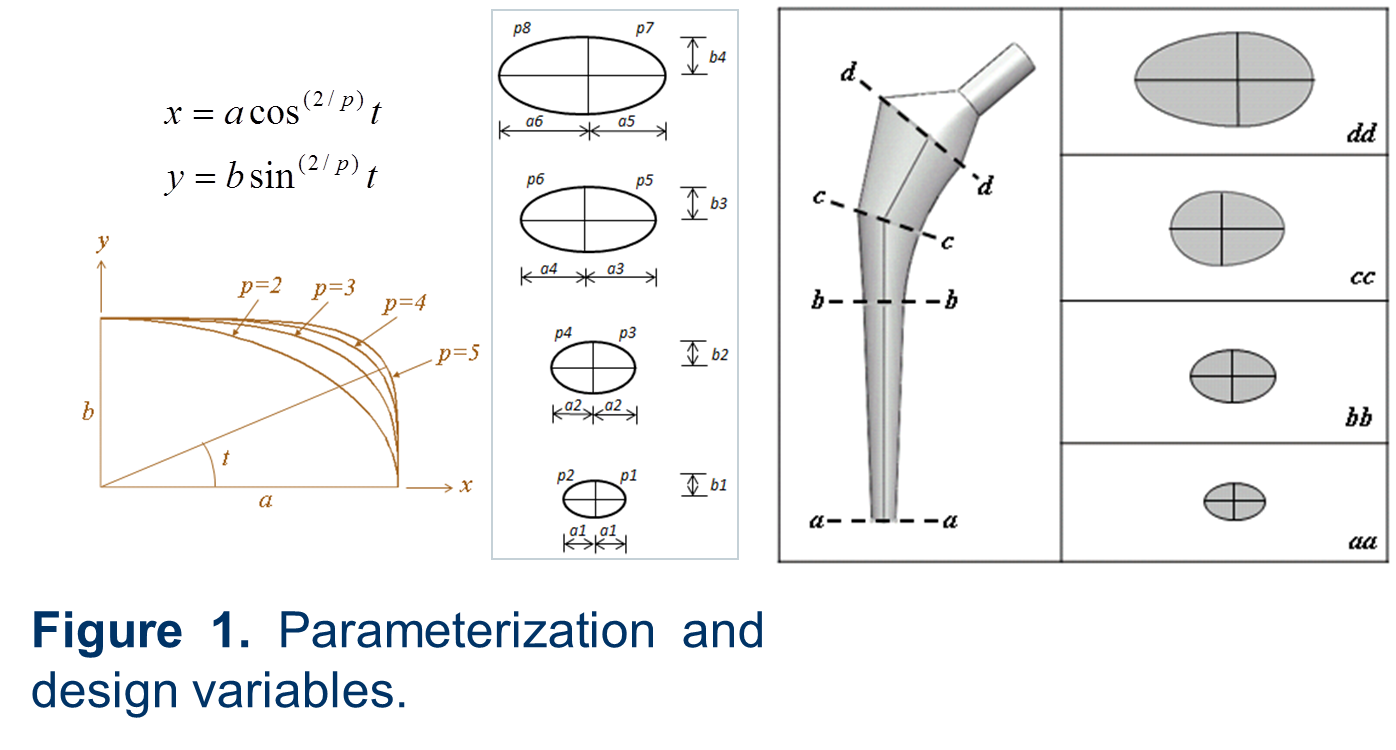 x = a cos^(2/p) t
y = b sin^(2/p) t
y
p=2
p=3
p=4
p=5
b
t
a
x
p8 p7
b4
a6 a5
p6 p5
b3
a4 a3
p4 p3
b2
a2 a2
p2 p1
b1
a1 a1
d
d
c
c
b b
a a
dd
cc
bb
aa
Figure 1. Parameterization and
design variables.